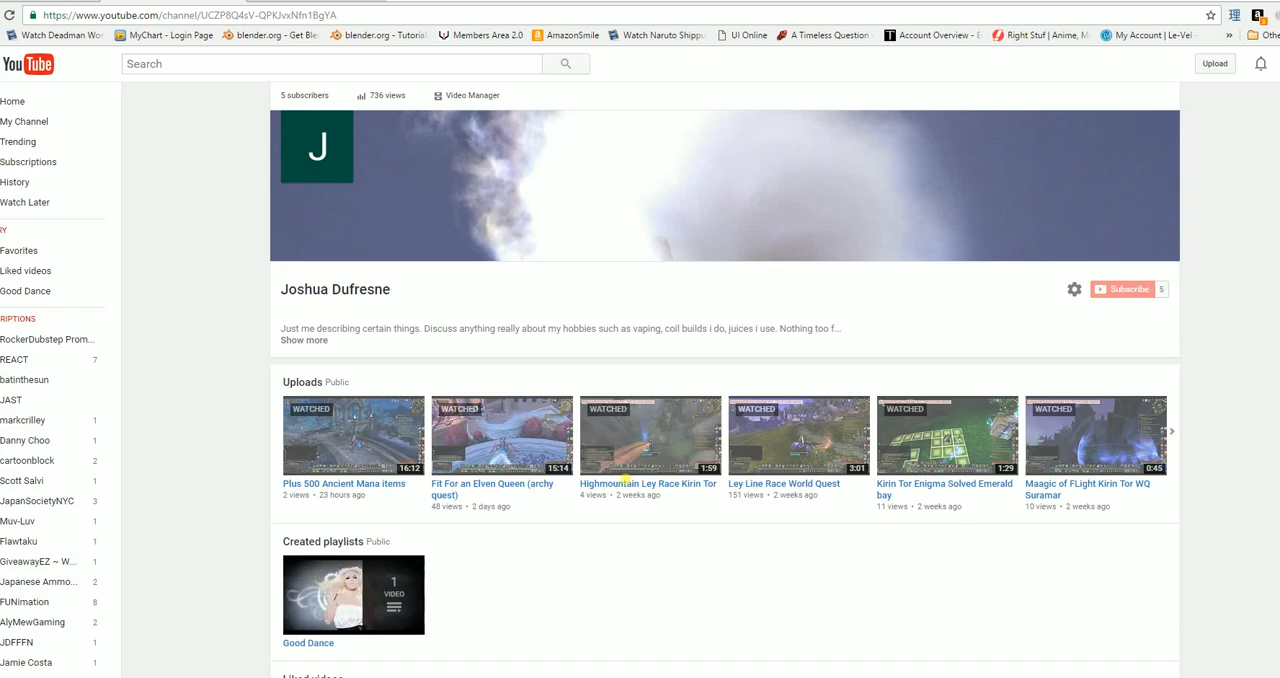 https://www.youtube.com/channel/UCZP8Q4sV-QPKJvxNfn1BgYA
Watch Deadman Wo
MyChart - Login Page
blender.org - Get Ble
blender.org - Tutoria
Members Area 2.0
AmazonSmile
Watch Naruto Shippu
UI Online
A Timeless Question
Account Overview - E
Right Stuf | Anime, M
My Account | Le-Vel
»
Othe
YouTube
Search
Upload
5 subscribers
736 views
Video Manager
J
Home
My Channel
Trending
Subscriptions
History
Watch Later
RY
Favorites
Liked videos
Good Dance
RIPTIONS
RockerDubstep Prom...
REACT 7
batinthesun
JAST
markcrilley 1
Danny Choo 1
cartoonblock 2
Scott Salvi 1
JapanSocietyNYC 3
Muv-Luv 1
Flawtaku 1
GiveawayEZ ~ W... 1
Japanese Ammo... 2
FUNimation 8
AlyMewGaming 2
JDFFFN 1
Jamie Costa 1
Joshua Dufresne
Subscribe 5
Just me describing certain things. Discuss anything really about my hobbies such as vaping, coil builds i do, juices i use. Nothing too f...
Show more
Uploads Public
WATCHED
16:12
Plus 500 Ancient Mana items
2 views • 23 hours ago
WATCHED
15:14
Fit For an Elven Queen (archy
quest)
48 views • 2 days ago
WATCHED
1:59
Highmountain Ley Race Kirin Tor
4 views • 2 weeks ago
WATCHED
3:01
Ley Line Race World Quest
151 views • 2 weeks ago
WATCHED
1:29
Kirin Tor Enigma Solved Emerald
bay
11 views • 2 weeks ago
WATCHED
0:45
Maagic of FLight Kirin Tor WQ
Suramar
10 views • 2 weeks ago
Created playlists Public
1
VIDEO
Good Dance